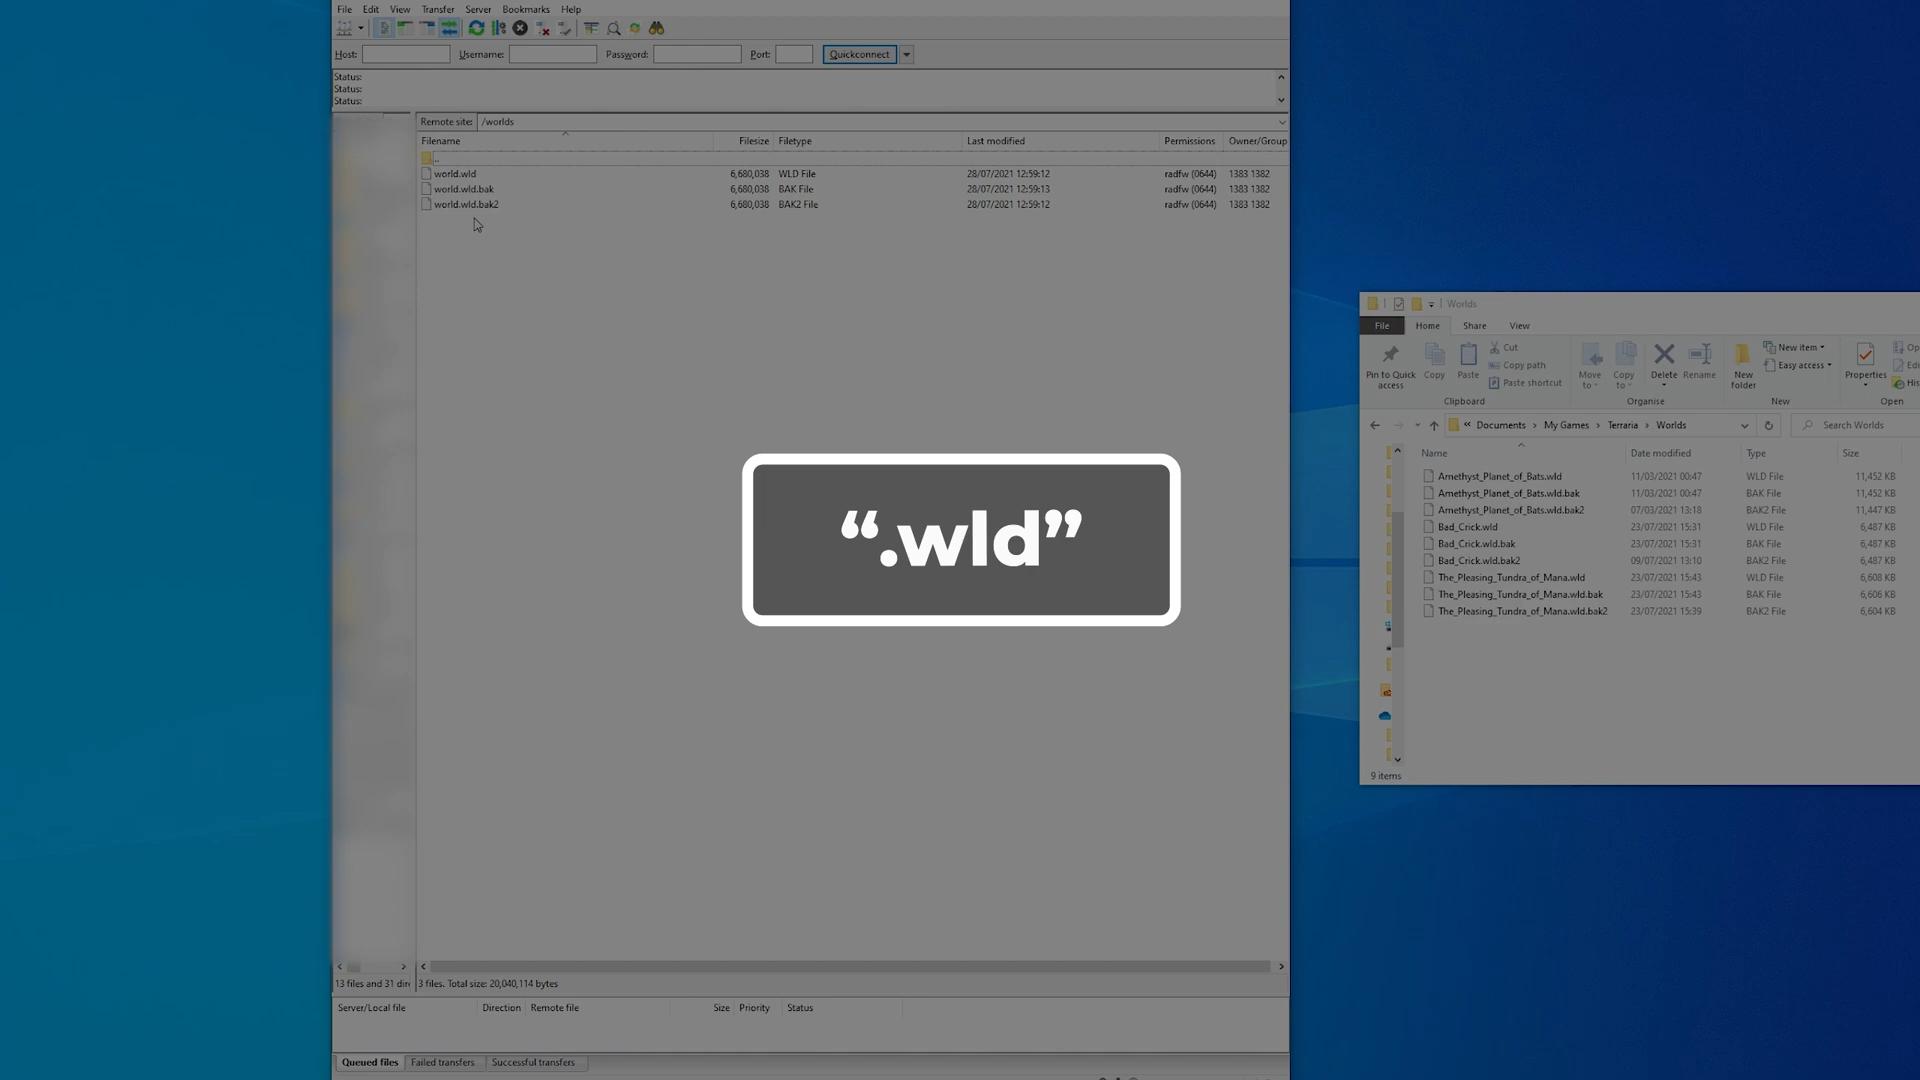 File Edit View Transfer Server Bookmarks Help
Host: Username: Password: Port: Quickconnect
Status:
Status:
Status:
Remote site: /worlds
Filename Filesize Filetype Last modified Permissions Owner/Group
..
world.wld 6,680,038 WLD File 28/07/2021 12:59:12 radfw (0644) 1383 1382
world.wld.bak 6,680,038 BAK File 28/07/2021 12:59:13 radfw (0644) 1383 1382
world.wld.bak2 6,680,038 BAK2 File 28/07/2021 12:59:12 radfw (0644) 1383 1382
“.wld”
13 files and 31 dir 3 files. Total size: 20,040,114 bytes
Server/Local file Direction Remote file Size Priority Status
Queued files Failed transfers Successful transfers
Worlds
File Home Share View
Pin to Quick access Copy Paste Cut Copy path Paste shortcut
Move to Copy to Delete Rename New folder New item Easy access Properties
Clipboard Organise New Open
« Documents › My Games › Terraria › Worlds Search Worlds
Name Date modified Type Size
Amethyst_Planet_of_Bats.wld 11/03/2021 00:47 WLD File 11,452 KB
Amethyst_Planet_of_Bats.wld.bak 11/03/2021 00:47 BAK File 11,452 KB
Amethyst_Planet_of_Bats.wld.bak2 07/03/2021 13:18 BAK2 File 11,447 KB
Bad_Crick.wld 23/07/2021 15:31 WLD File 6,487 KB
Bad_Crick.wld.bak 23/07/2021 15:31 BAK File 6,487 KB
Bad_Crick.wld.bak2 09/07/2021 13:10 BAK2 File 6,487 KB
The_Pleasing_Tundra_of_Mana.wld 23/07/2021 15:43 WLD File 6,608 KB
The_Pleasing_Tundra_of_Mana.wld.bak 23/07/2021 15:43 BAK File 6,606 KB
The_Pleasing_Tundra_of_Mana.wld.bak2 23/07/2021 15:39 BAK2 File 6,604 KB
9 items